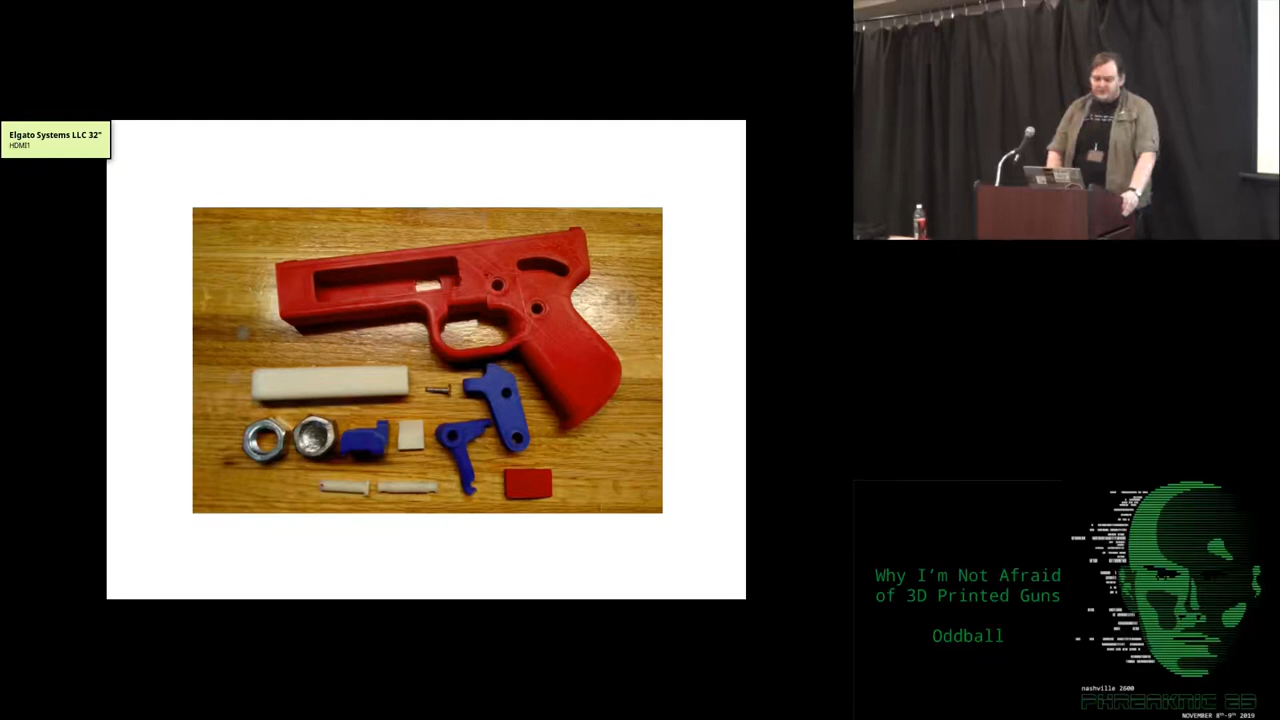 Elgato Systems LLC 32"
HDMI1
Why I'm Not Afraid
of 3D Printed Guns
Oddball
nashville 2600
PHREAKNIC 23
NOVEMBER 8ᵗʰ-9ᵗʰ 2019